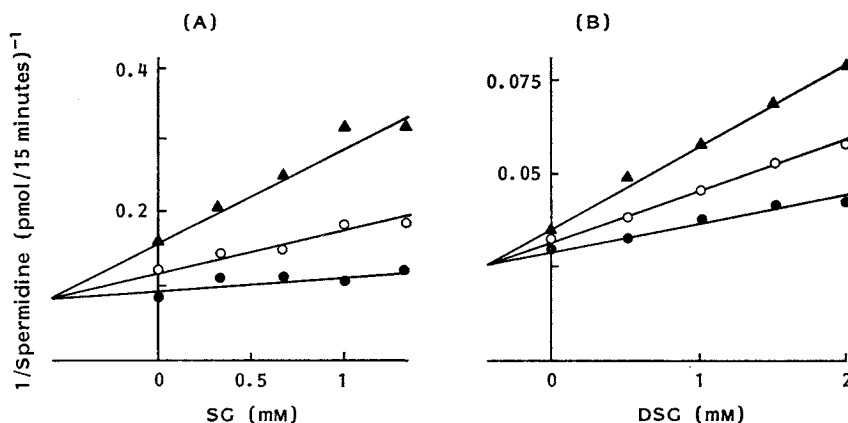 (A)
1/Spermidine (pmol/15 minutes)⁻¹
0.4
0.2
0
0.5
1
SG (mM)
(B)
0.075
0.05
0
1
2
DSG (mM)